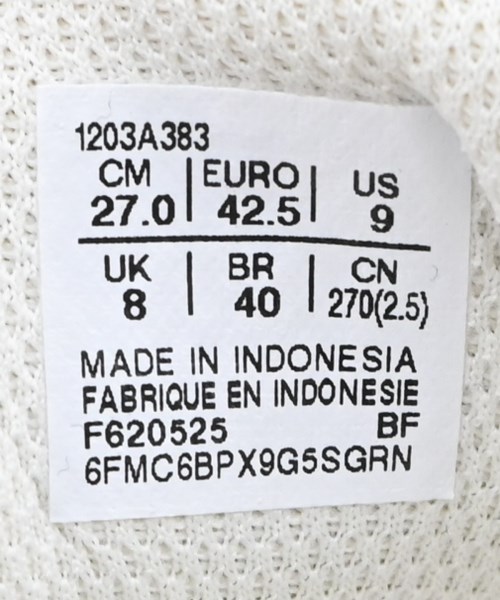 1203A383
CM | EURO | US
27.0 | 42.5 | 9
UK | BR | CN
8 | 40 | 270(2.5)
MADE IN INDONESIA
FABRIQUE EN INDONESIE
F620525 BF
6FMC6BPX9G5SGRN